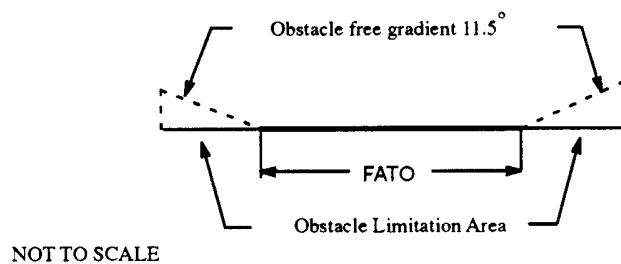 Obstacle free gradient 11.5°
FATO
Obstacle Limitation Area
NOT TO SCALE